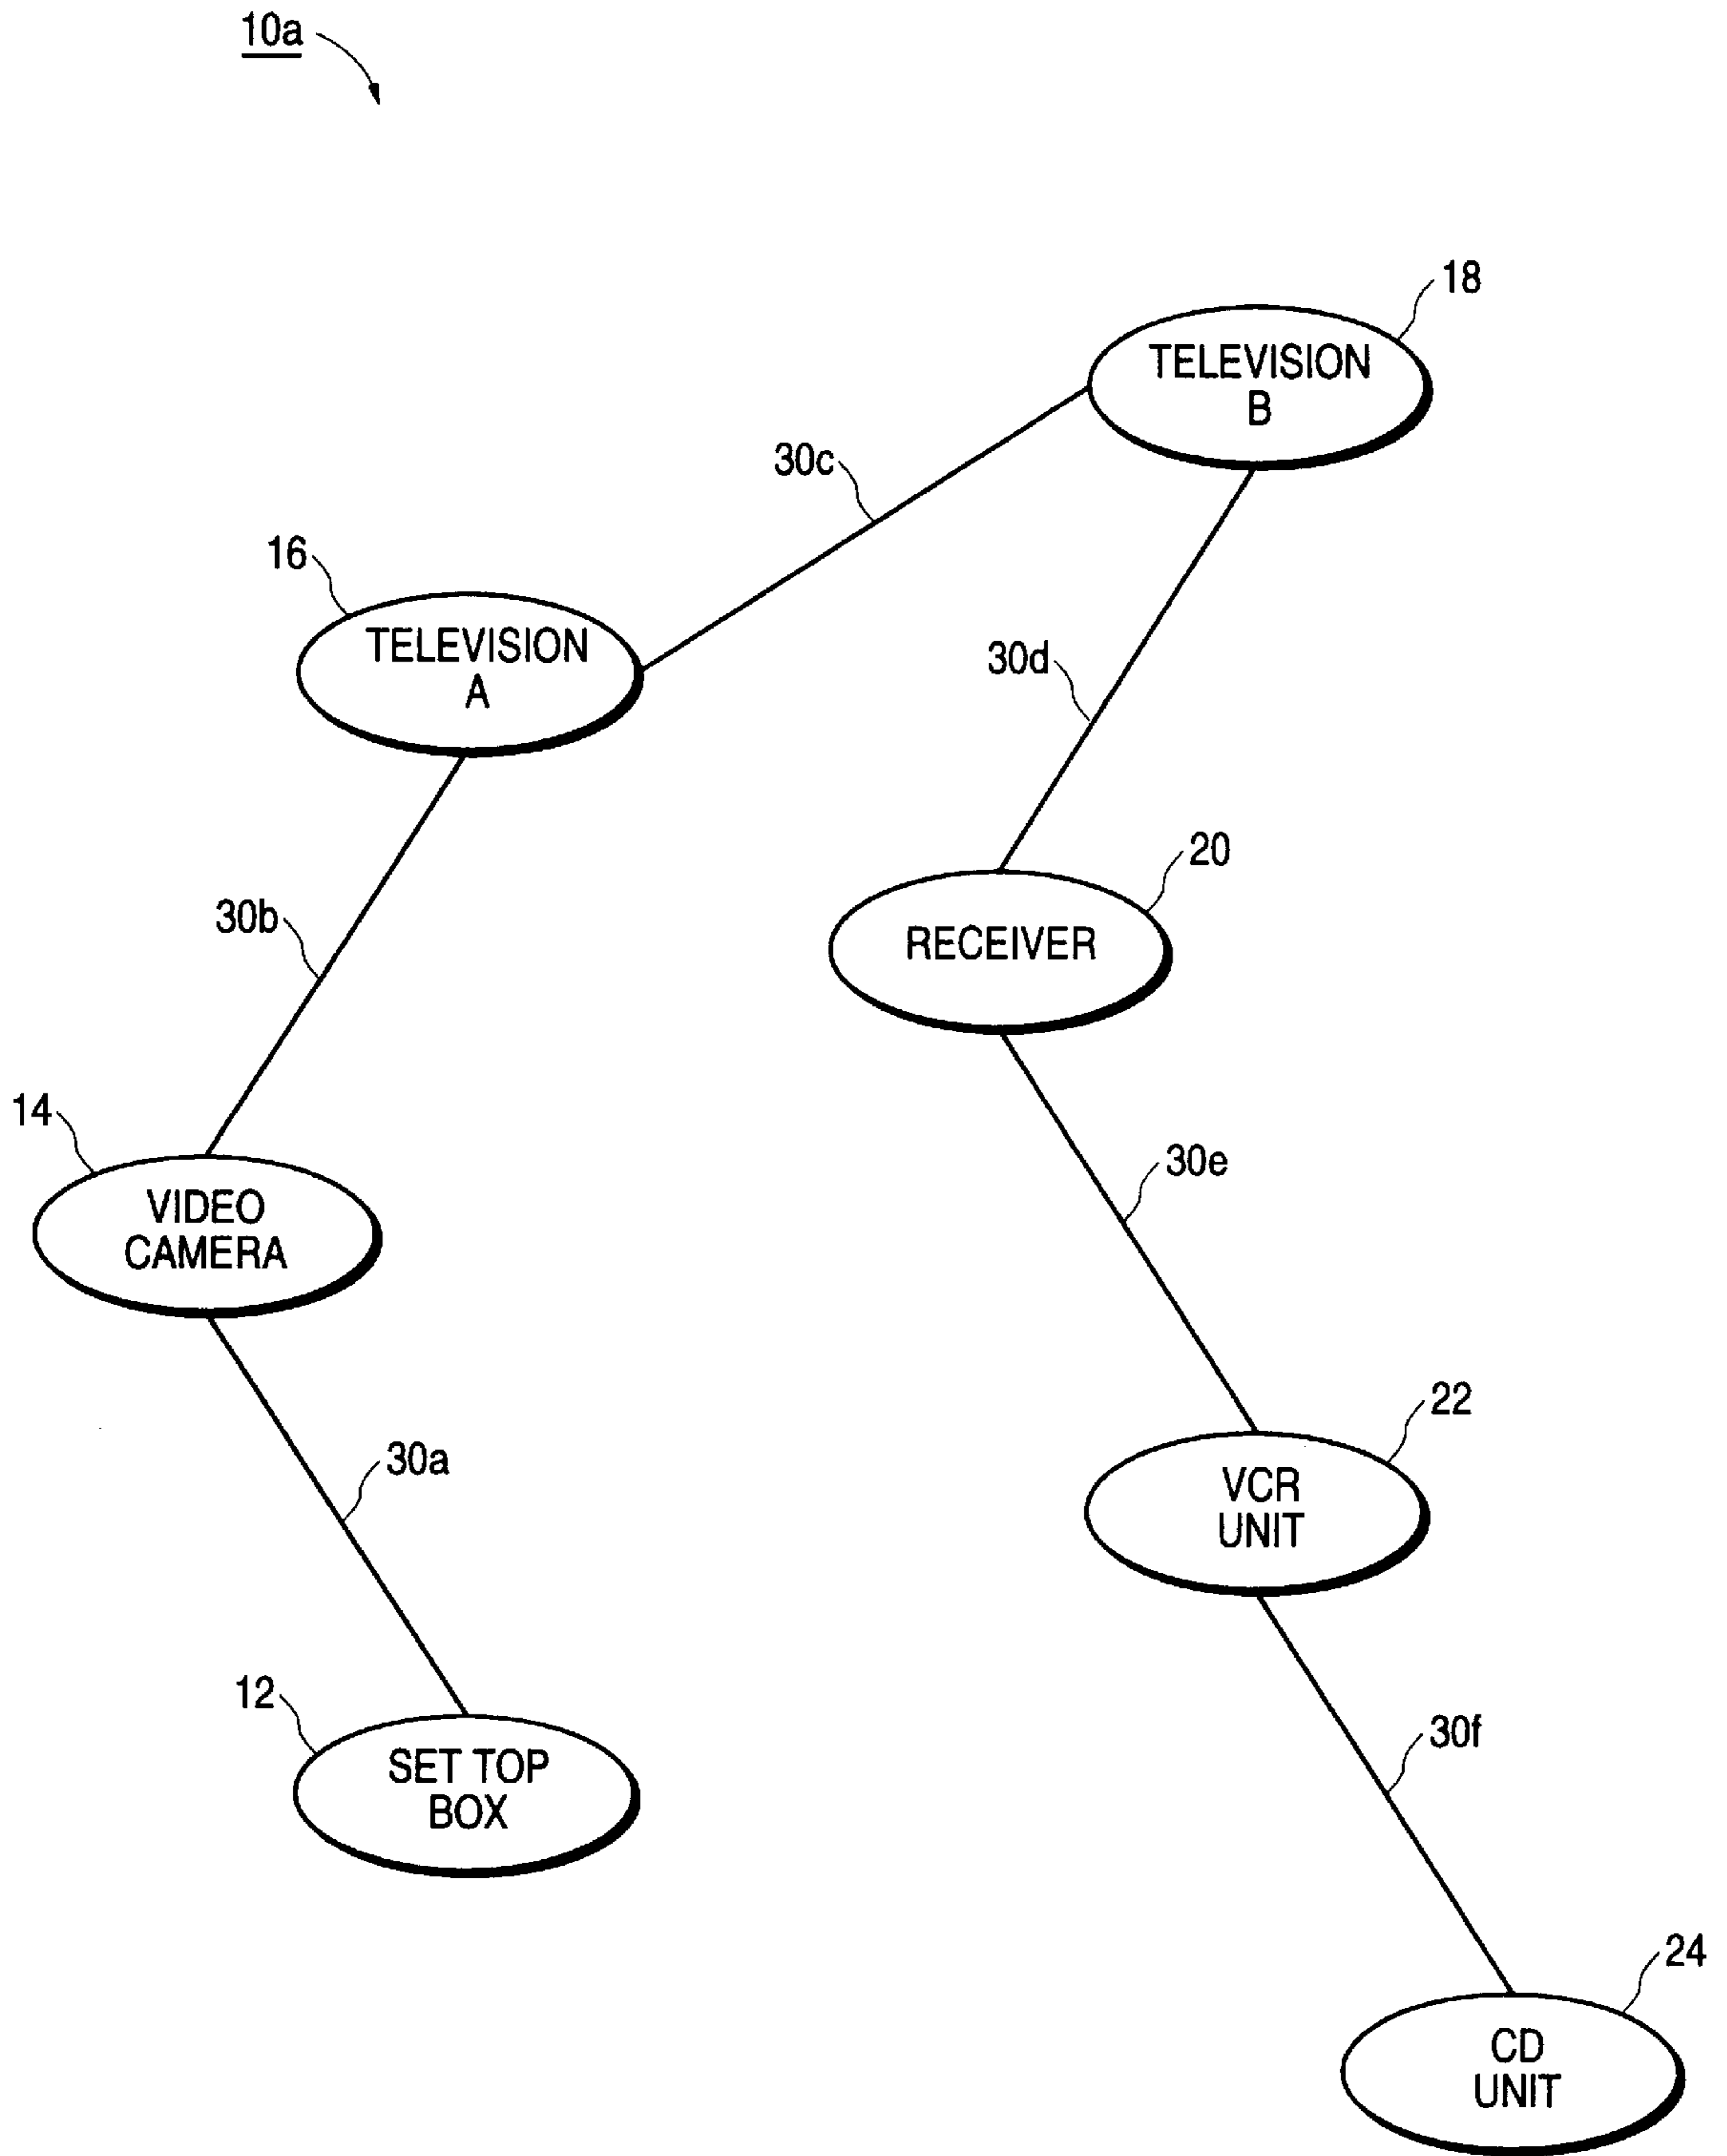 10a
18
TELEVISION
B
30c
16
TELEVISION
A
30d
20
RECEIVER
30b
14
VIDEO
CAMERA
30e
22
VCR
UNIT
30a
12
SET TOP
BOX
30f
24
CD
UNIT